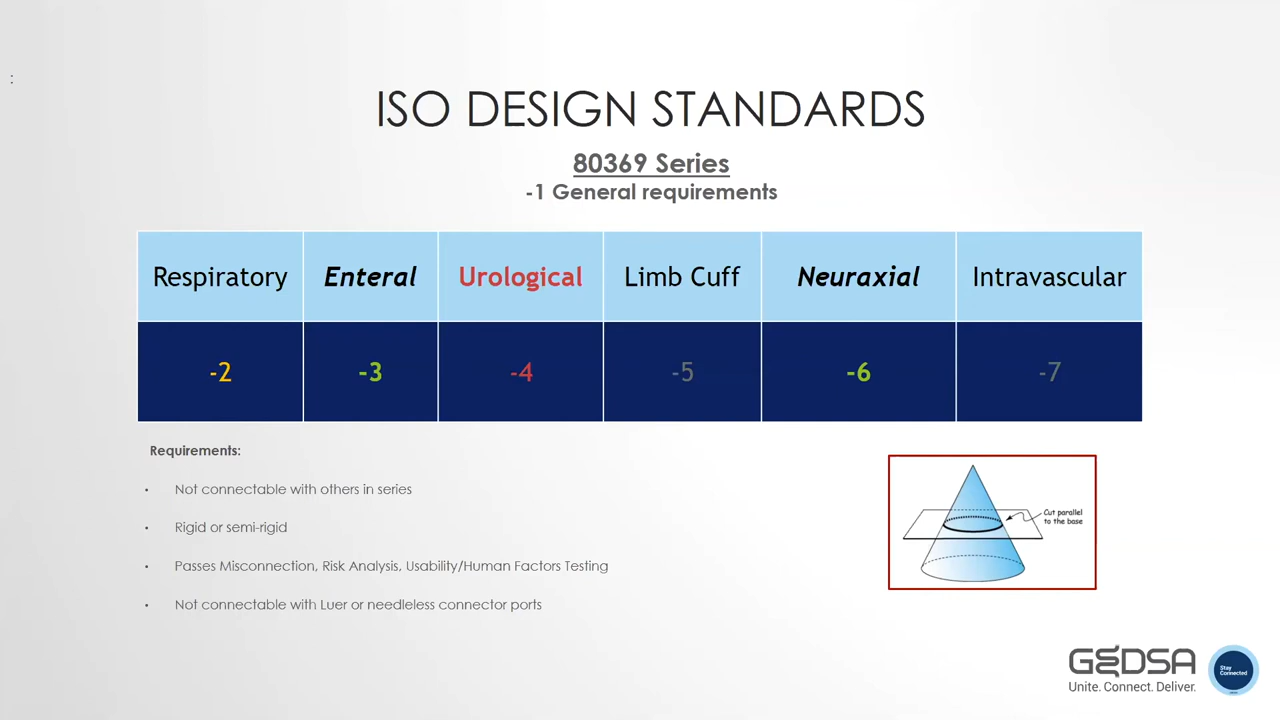 :
ISO DESIGN STANDARDS
80369 Series
-1 General requirements
Respiratory Enteral Urological Limb Cuff Neuraxial Intravascular
-2 -3 -4 -5 -6 -7
Requirements:
• Not connectable with others in series
• Rigid or semi-rigid
• Passes Misconnection, Risk Analysis, Usability/Human Factors Testing
• Not connectable with Luer or needleless connector ports
Cut parallel
to the base
GEDSA
Unite. Connect. Deliver.
Stay
Connected